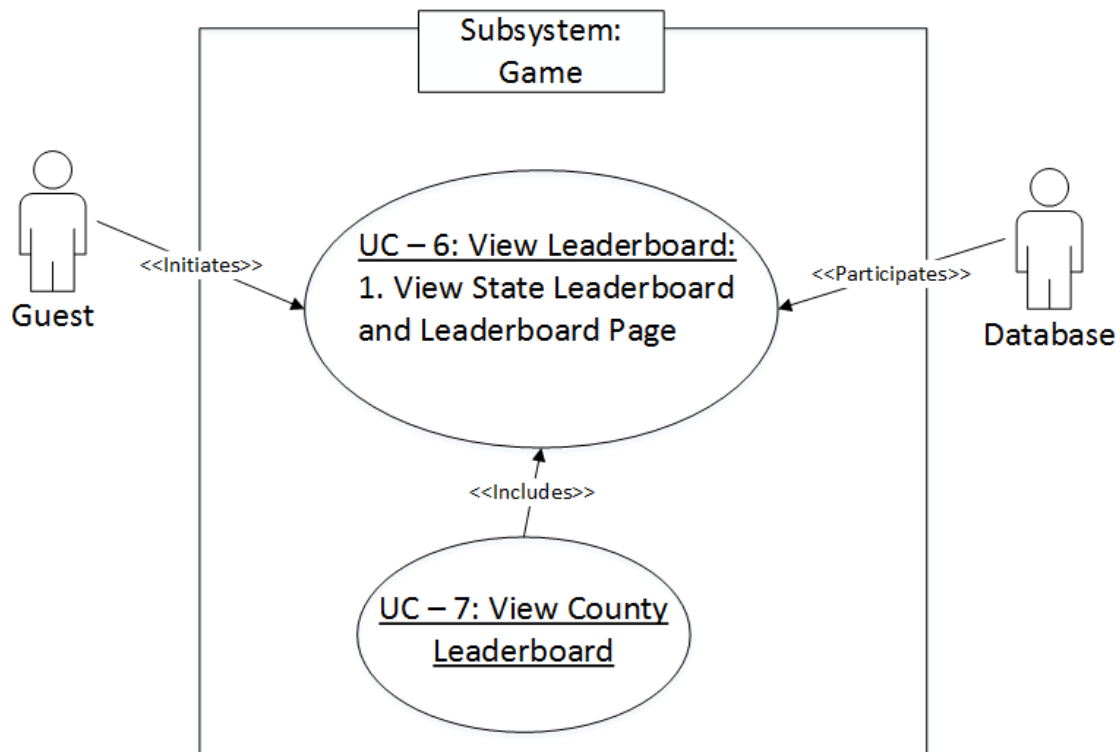 Subsystem:
Game
UC – 6: View Leaderboard:
1. View State Leaderboard
and Leaderboard Page
<<Initiates>>
<<Participates>>
Guest
Database
<<Includes>>
UC – 7: View County
Leaderboard